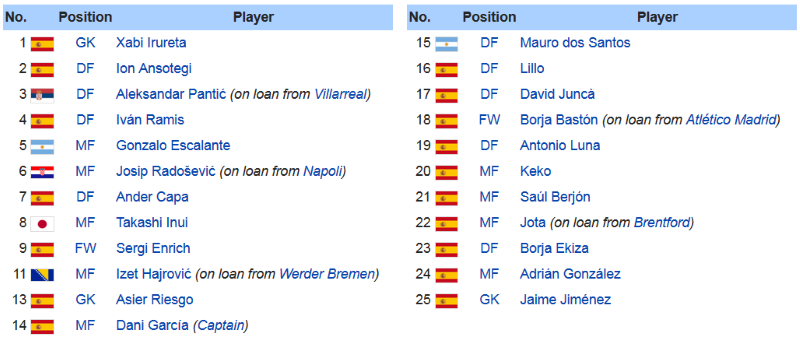 No. Position Player
1 GK Xabi Irureta
2 DF Ion Ansotegi
3 DF Aleksandar Pantić (on loan from Villarreal)
4 DF Iván Ramis
5 MF Gonzalo Escalante
6 MF Josip Radošević (on loan from Napoli)
7 DF Ander Capa
8 MF Takashi Inui
9 FW Sergi Enrich
11 MF Izet Hajrović (on loan from Werder Bremen)
13 GK Asier Riesgo
14 MF Dani García (Captain)
No. Position Player
15 DF Mauro dos Santos
16 DF Lillo
17 DF David Juncà
18 FW Borja Bastón (on loan from Atlético Madrid)
19 DF Antonio Luna
20 MF Keko
21 MF Saúl Berjón
22 MF Jota (on loan from Brentford)
23 DF Borja Ekiza
24 MF Adrián González
25 GK Jaime Jiménez